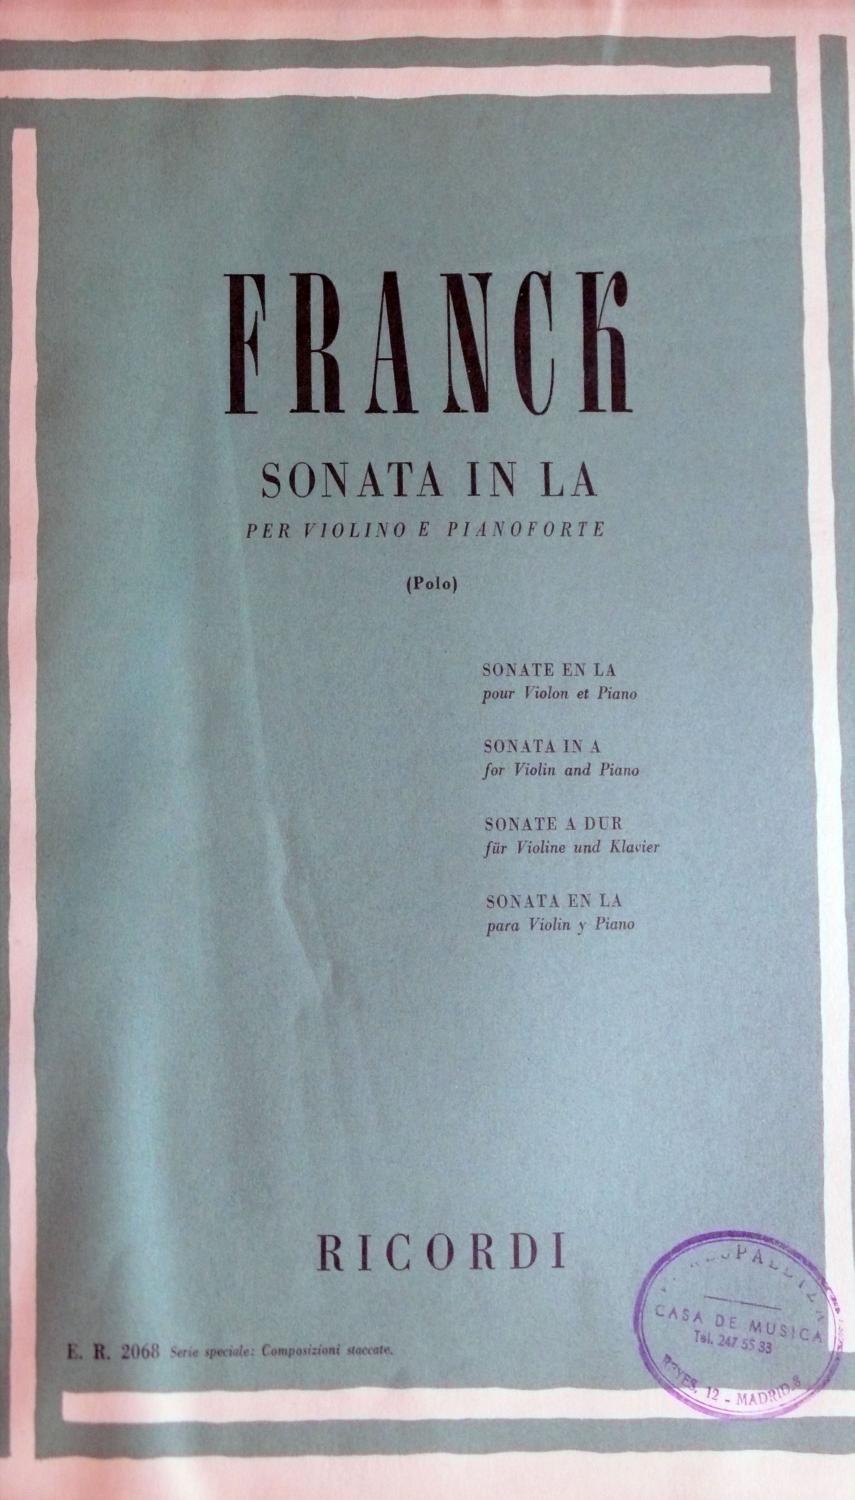 FRANCK
SONATA IN LA
PER VIOLINO E PIANOFORTE
(Polo)
SONATE EN LA
pour Violon et Piano
SONATA IN A
for Violin and Piano
SONATE A DUR
für Violine und Klavier
SONATA EN LA
para Violin y Piano
RICORDI
E. R. 2068 Serie speciale: Composizioni staccate.
CASA DE MUSICA
Tel. 247 55 33
REYES, 12 - MADRID-8